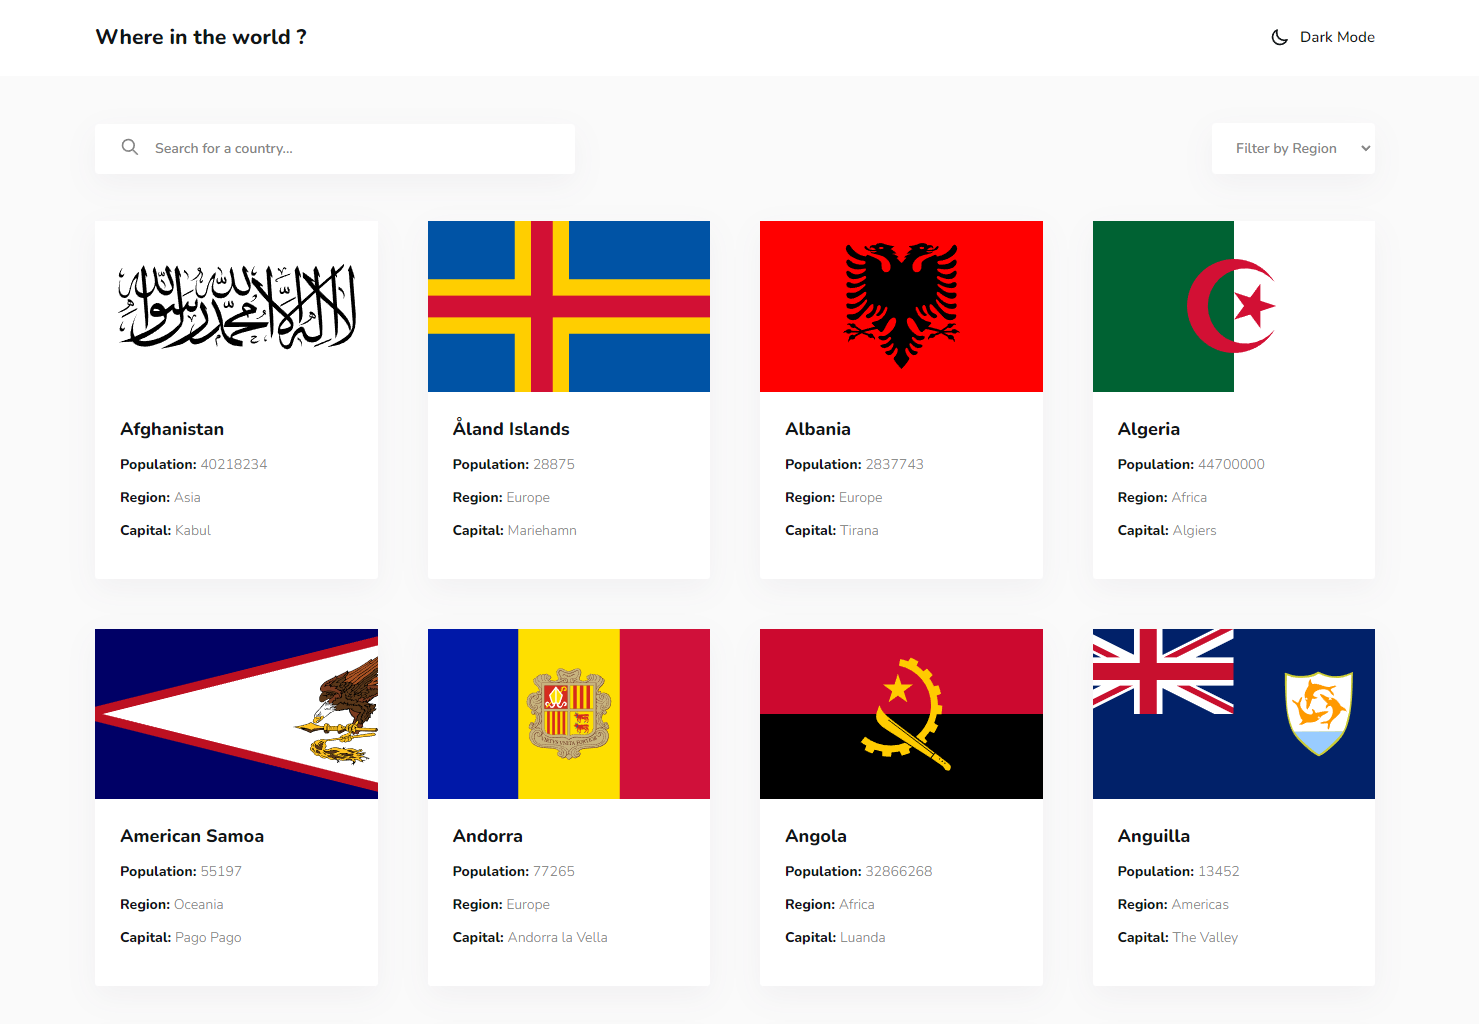 Where in the world ?
Dark Mode
Search for a country...
Filter by Region
لا إله إلا الله محمد رسول الله
Afghanistan
Population: 40218234
Region: Asia
Capital: Kabul
Åland Islands
Population: 28875
Region: Europe
Capital: Mariehamn
Albania
Population: 2837743
Region: Europe
Capital: Tirana
Algeria
Population: 44700000
Region: Africa
Capital: Algiers
VIRTVS VNITA FORTIOR
American Samoa
Population: 55197
Region: Oceania
Capital: Pago Pago
Andorra
Population: 77265
Region: Europe
Capital: Andorra la Vella
Angola
Population: 32866268
Region: Africa
Capital: Luanda
Anguilla
Population: 13452
Region: Americas
Capital: The Valley